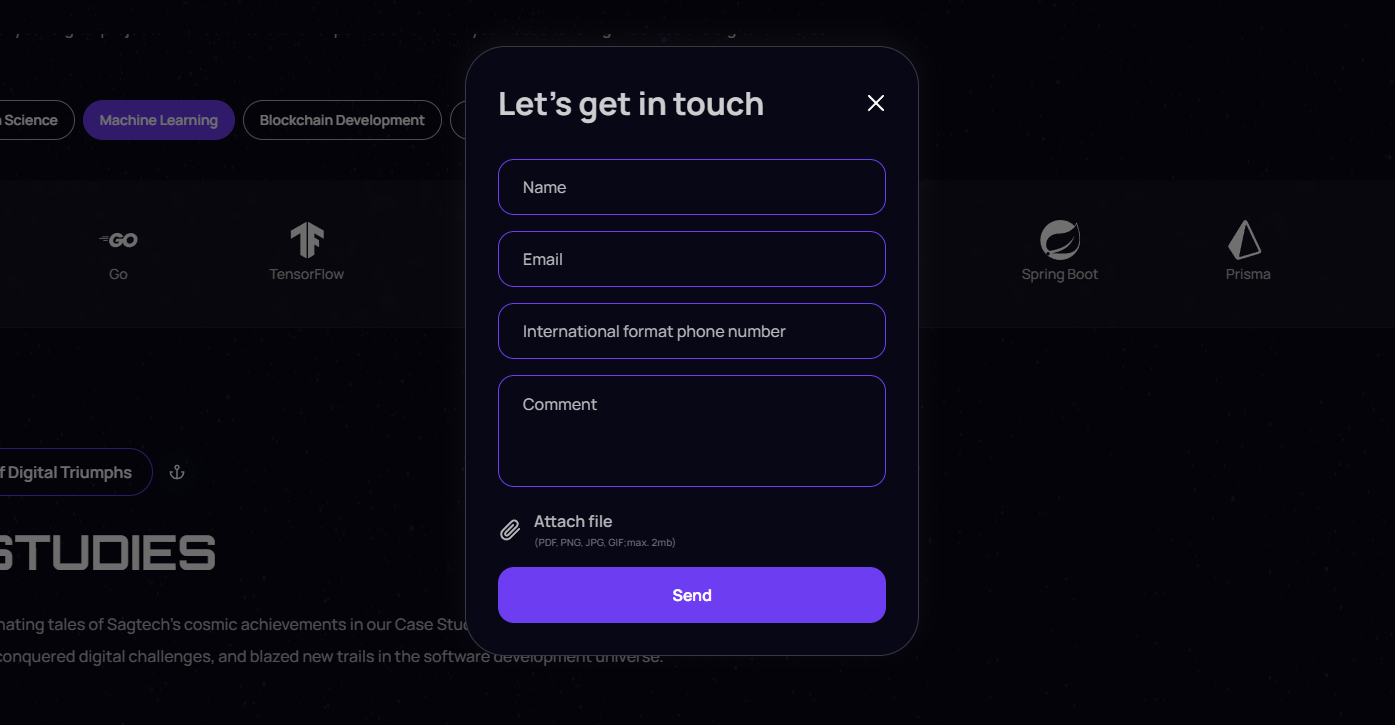 Let's get in touch
Science
Machine Learning
Blockchain Development
Name
GO
Go
TensorFlow
Spring Boot
Prisma
Email
International format phone number
Comment
f Digital Triumphs
Attach file
(PDF, PNG, JPG, GIF;max. 2mb)
STUDIES
Send
nating tales of Sagtech's cosmic achievements in our Case Stu
conquered digital challenges, and blazed new trails in the software development universe.